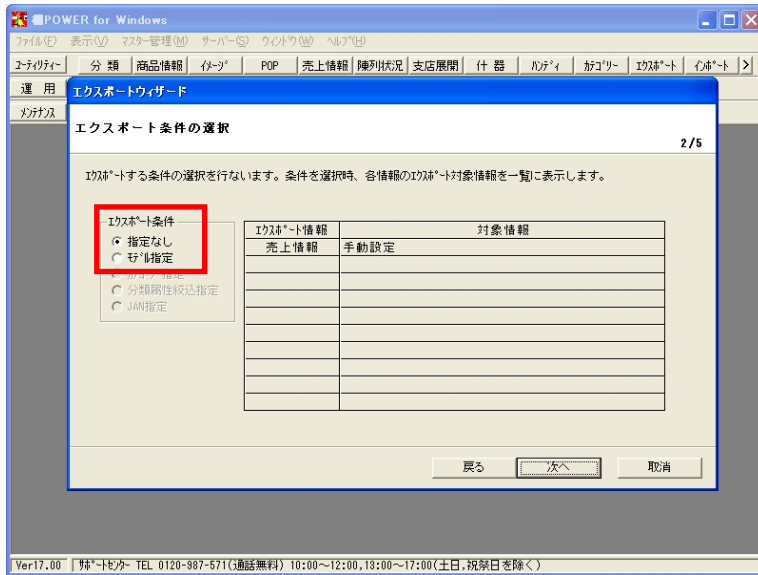 POWER for Windows
ファイル(F) 表示(V) マスター管理(M) サーバー(S) ウィンドウ(W) ヘルプ(H)
ユーティリティー 分類 商品情報 イメージ POP 売上情報 陳列状況 支店展開 什器 ハンディ カテゴリー エクスポート インポート >
運用
メンテナンス
エクスポートウィザード
エクスポート条件の選択
2/5
エクスポートする条件の選択を行ないます。条件を選択時、各情報のエクスポート対象情報を一覧に表示します。
エクスポート条件
指定なし
モデル指定
カテゴリー指定
分類属性絞込指定
JAN指定
エクスポート情報 対象情報
売上情報 手動設定
戻る 次へ 取消
Ver17.00 サポートセンター TEL 0120-987-571(通話無料) 10:00～12:00,13:00～17:00(土日,祝祭日を除く)